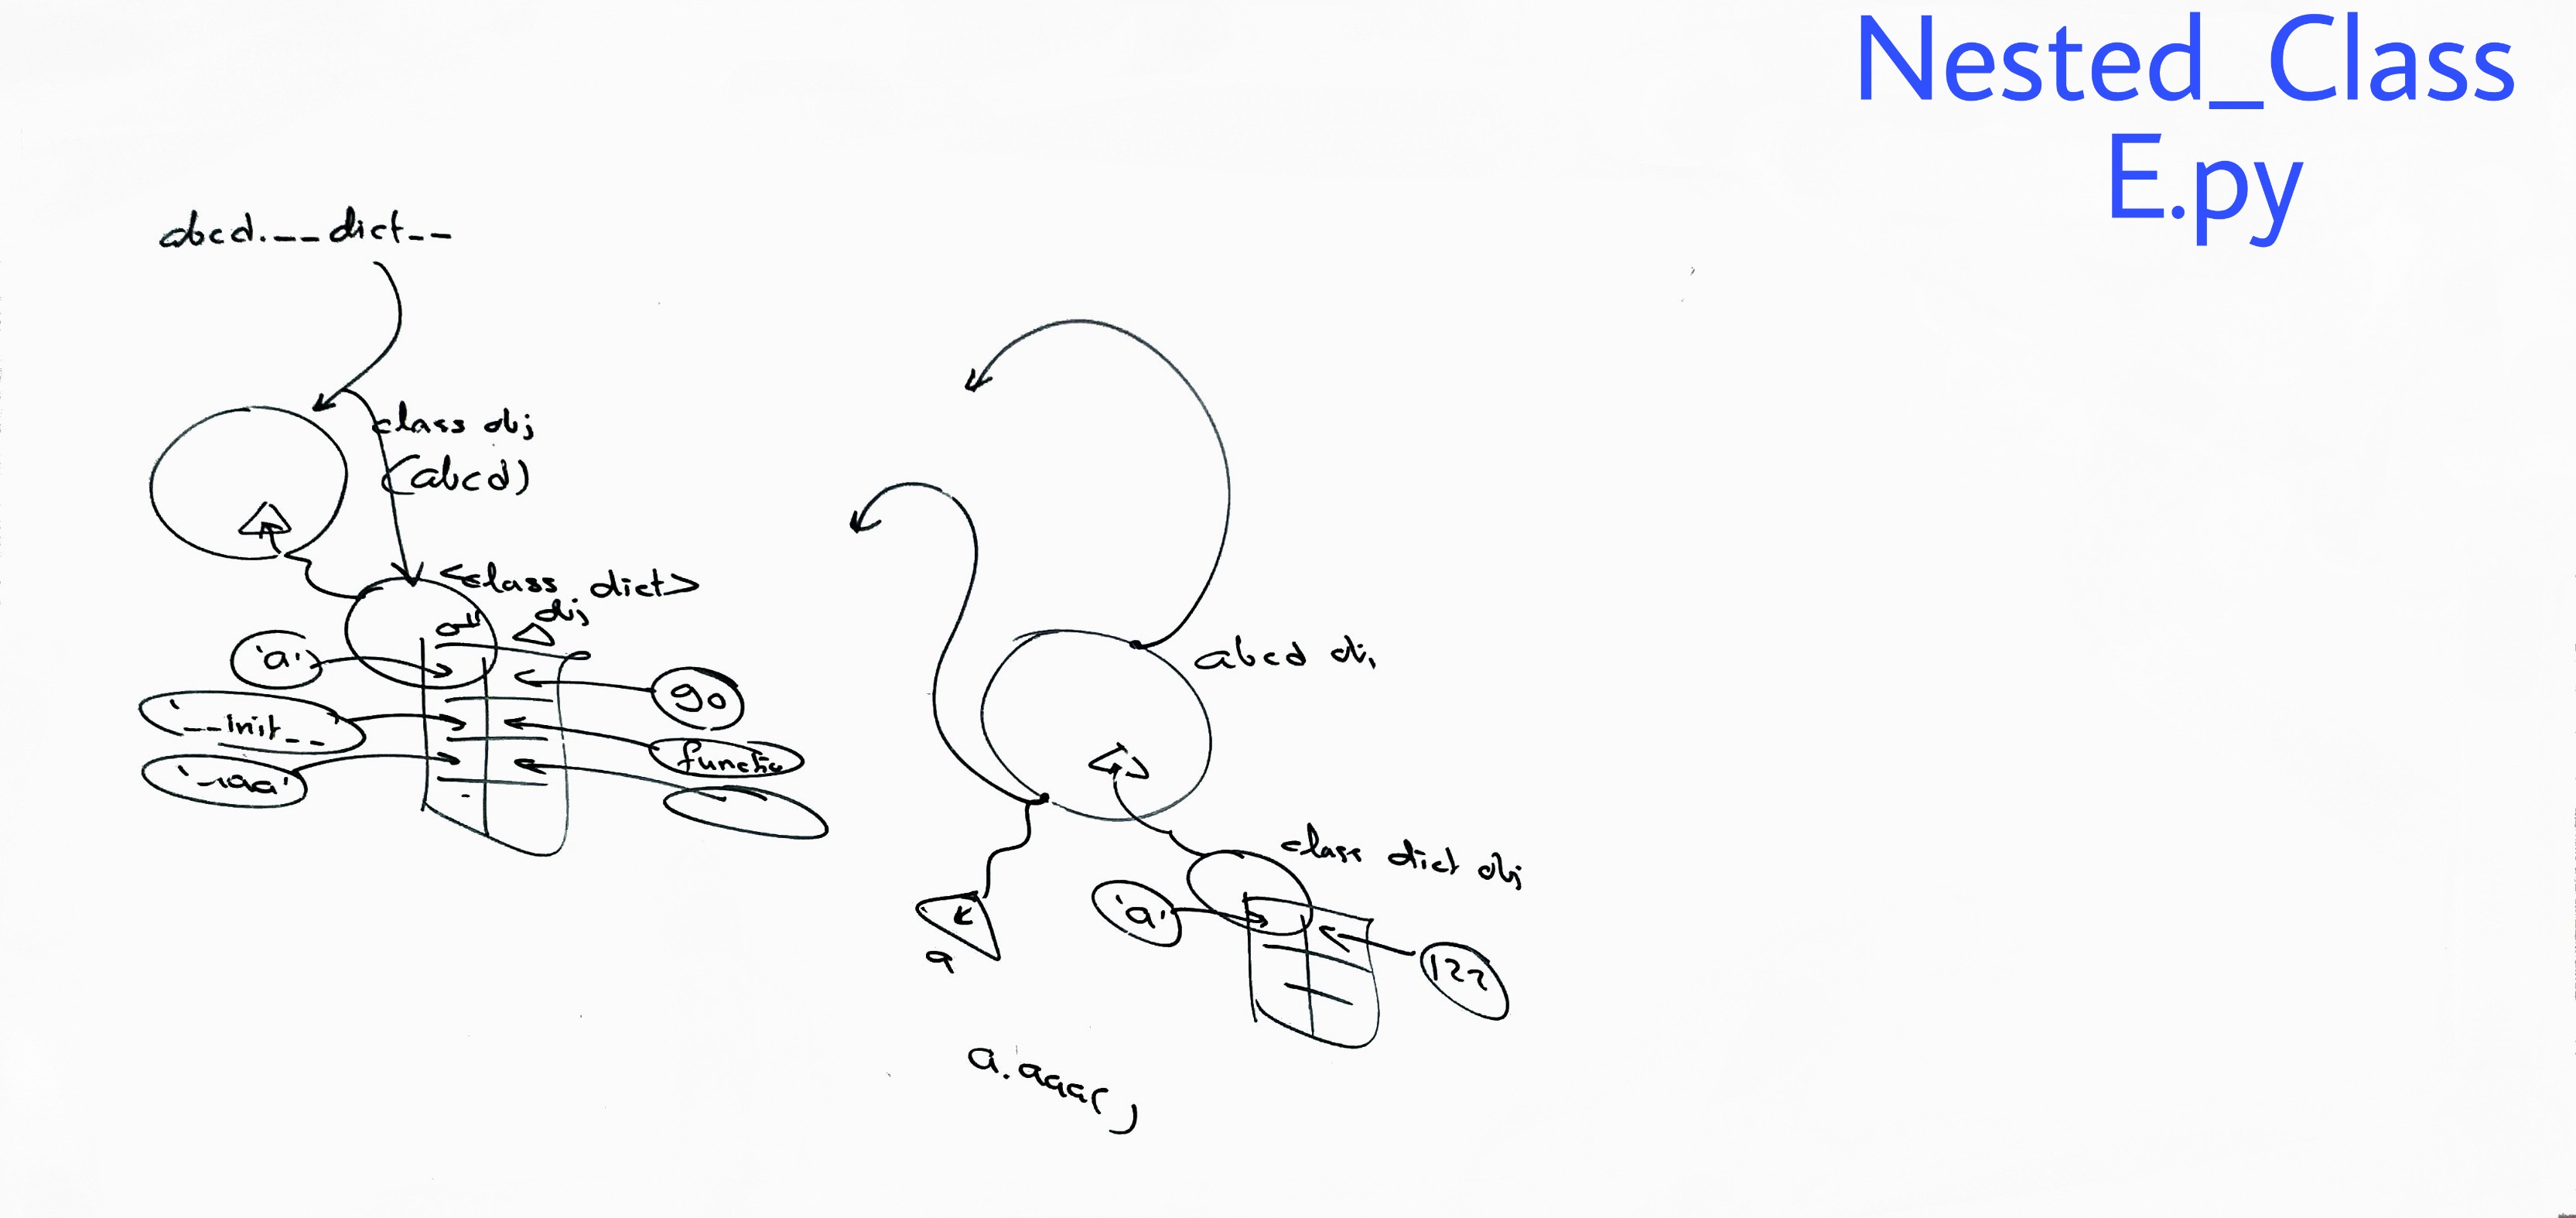 Nested_Class
E.py
abcd.__dict__
class obj
(abcd)
<class dict>
obj
'a'
90
'__init__'
functio
abcd obj
class dict obj
'a'
122
a
a.aaa()